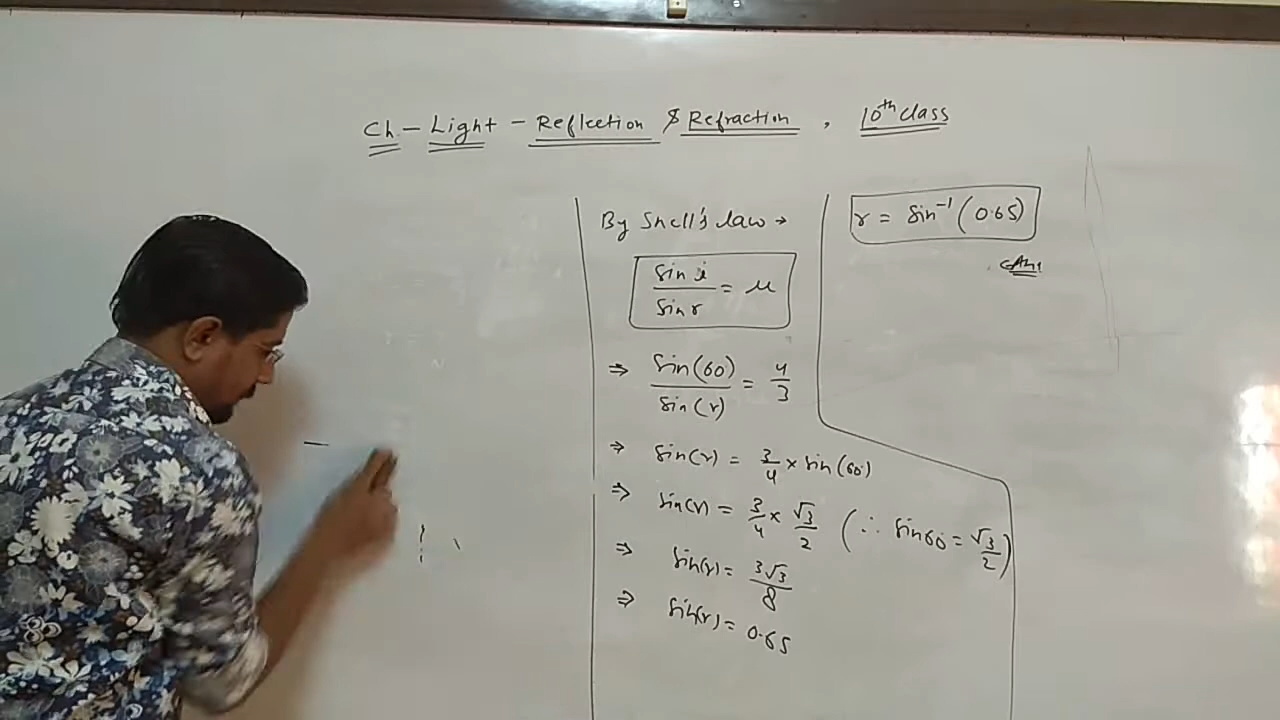 Ch – Light – Reflection & Refraction , 10th Class
By Snell's law →
sin i / sin r = μ
⇒ sin(60) / sin(r) = 4/3
⇒ sin(r) = 3/4 × sin(60)
⇒ sin(r) = 3/4 × √3/2 (∴ sin60° = √3/2)
⇒ sin(r) = 3√3/8
⇒ sin(r) = 0.65
r = sin⁻¹(0.65)
Ans